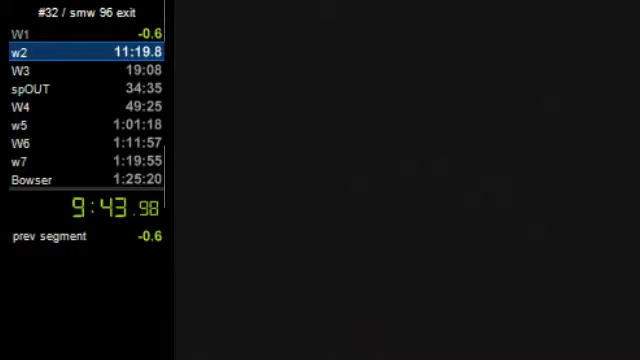 #32 / smw 96 exit
W1 -0.6
w2 11:19.8
W3 19:08
spOUT 34:35
W4 49:25
w5 1:01:18
W6 1:11:57
w7 1:19:55
Bowser 1:25:20
9:43.98
prev segment -0.6